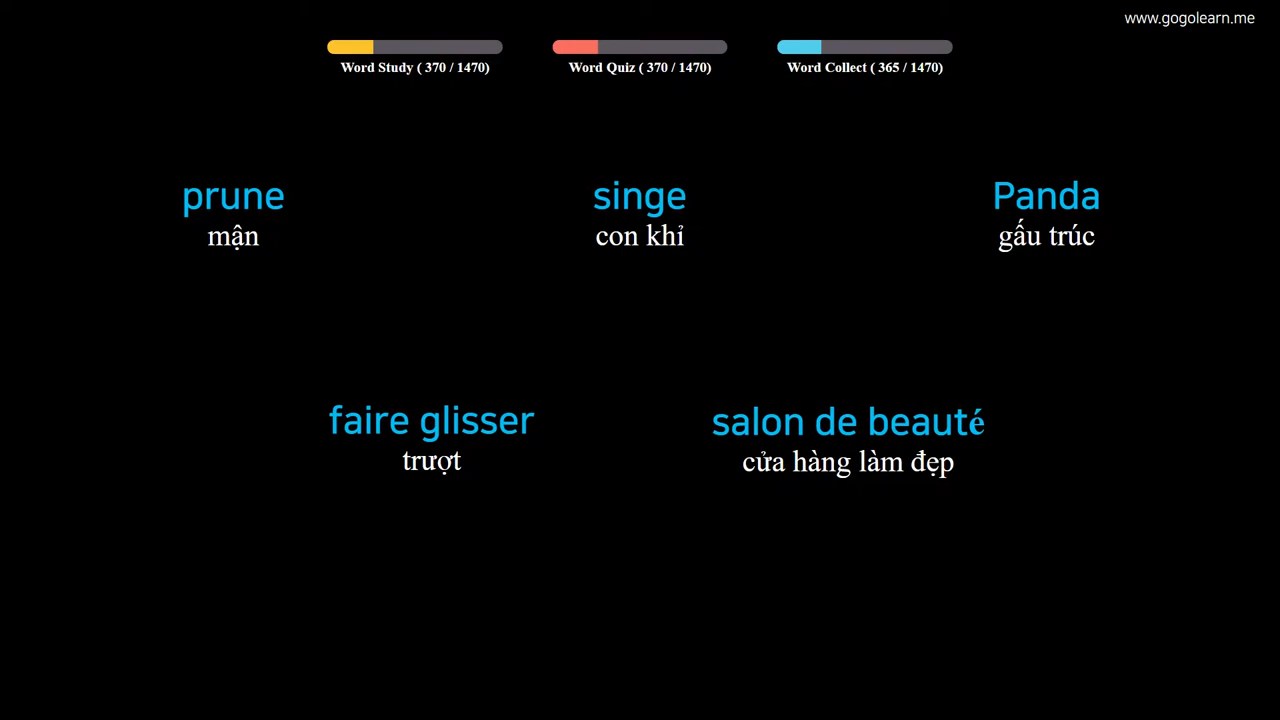 www.gogolearn.me
Word Study ( 370 / 1470)
Word Quiz ( 370 / 1470)
Word Collect ( 365 / 1470)
prune
mận
singe
con khỉ
Panda
gấu trúc
faire glisser
trượt
salon de beauté
cửa hàng làm đẹp